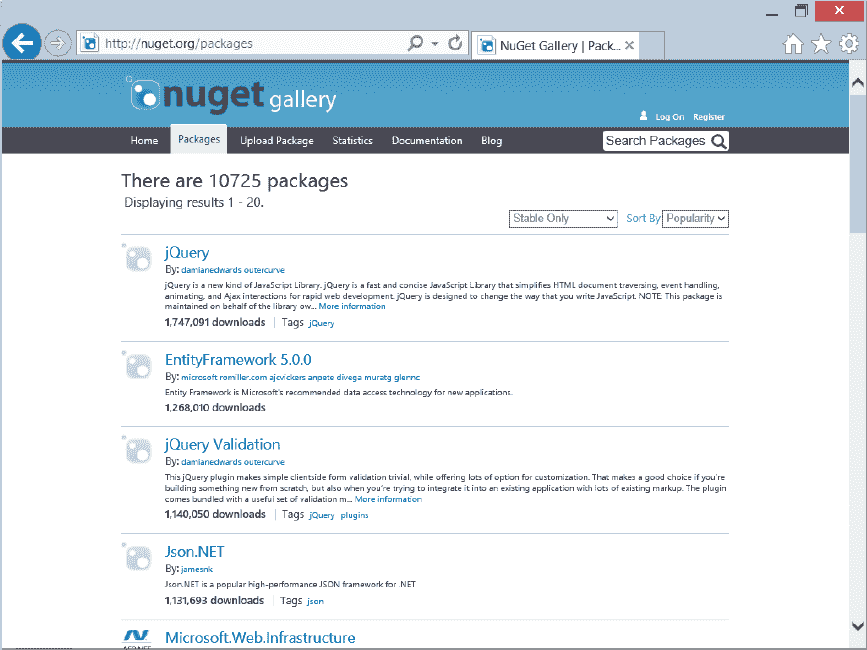 http://nuget.org/packages
NuGet Gallery | Pack...
nuget gallery
Log On Register
Home Packages Upload Package Statistics Documentation Blog
Search Packages
There are 10725 packages
Displaying results 1 - 20.
Stable Only Sort By Popularity
jQuery
By: damianedwards outercurve
jQuery is a new kind of JavaScript Library. jQuery is a fast and concise JavaScript Library that simplifies HTML document traversing, event handling,
animating, and Ajax interactions for rapid web development. jQuery is designed to change the way that you write JavaScript. NOTE: This package is
maintained on behalf of the library ow... More information
1,747,091 downloads Tags jQuery
EntityFramework 5.0.0
By: microsoft romiller.com ajcvickers anpete divega muratg glennc
Entity Framework is Microsoft's recommended data access technology for new applications.
1,268,010 downloads
jQuery Validation
By: damianedwards outercurve
This jQuery plugin makes simple clientside form validation trivial, while offering lots of option for customization. That makes a good choice if you're
building something new from scratch, but also when you're trying to integrate it into an existing application with lots of existing markup. The plugin
comes bundled with a useful set of validation m... More information
1,140,050 downloads Tags jQuery plugins
Json.NET
By: jamesnk
Json.NET is a popular high-performance JSON framework for .NET
1,131,693 downloads Tags json
Microsoft.Web.Infrastructure